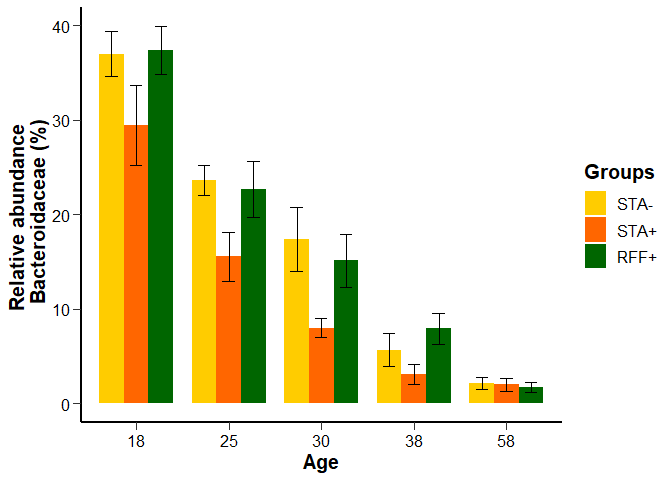 Relative abundance
Bacteroidaceae (%)
40
30
20
10
0
18 25 30 38 58
Age
Groups
STA-
STA+
RFF+